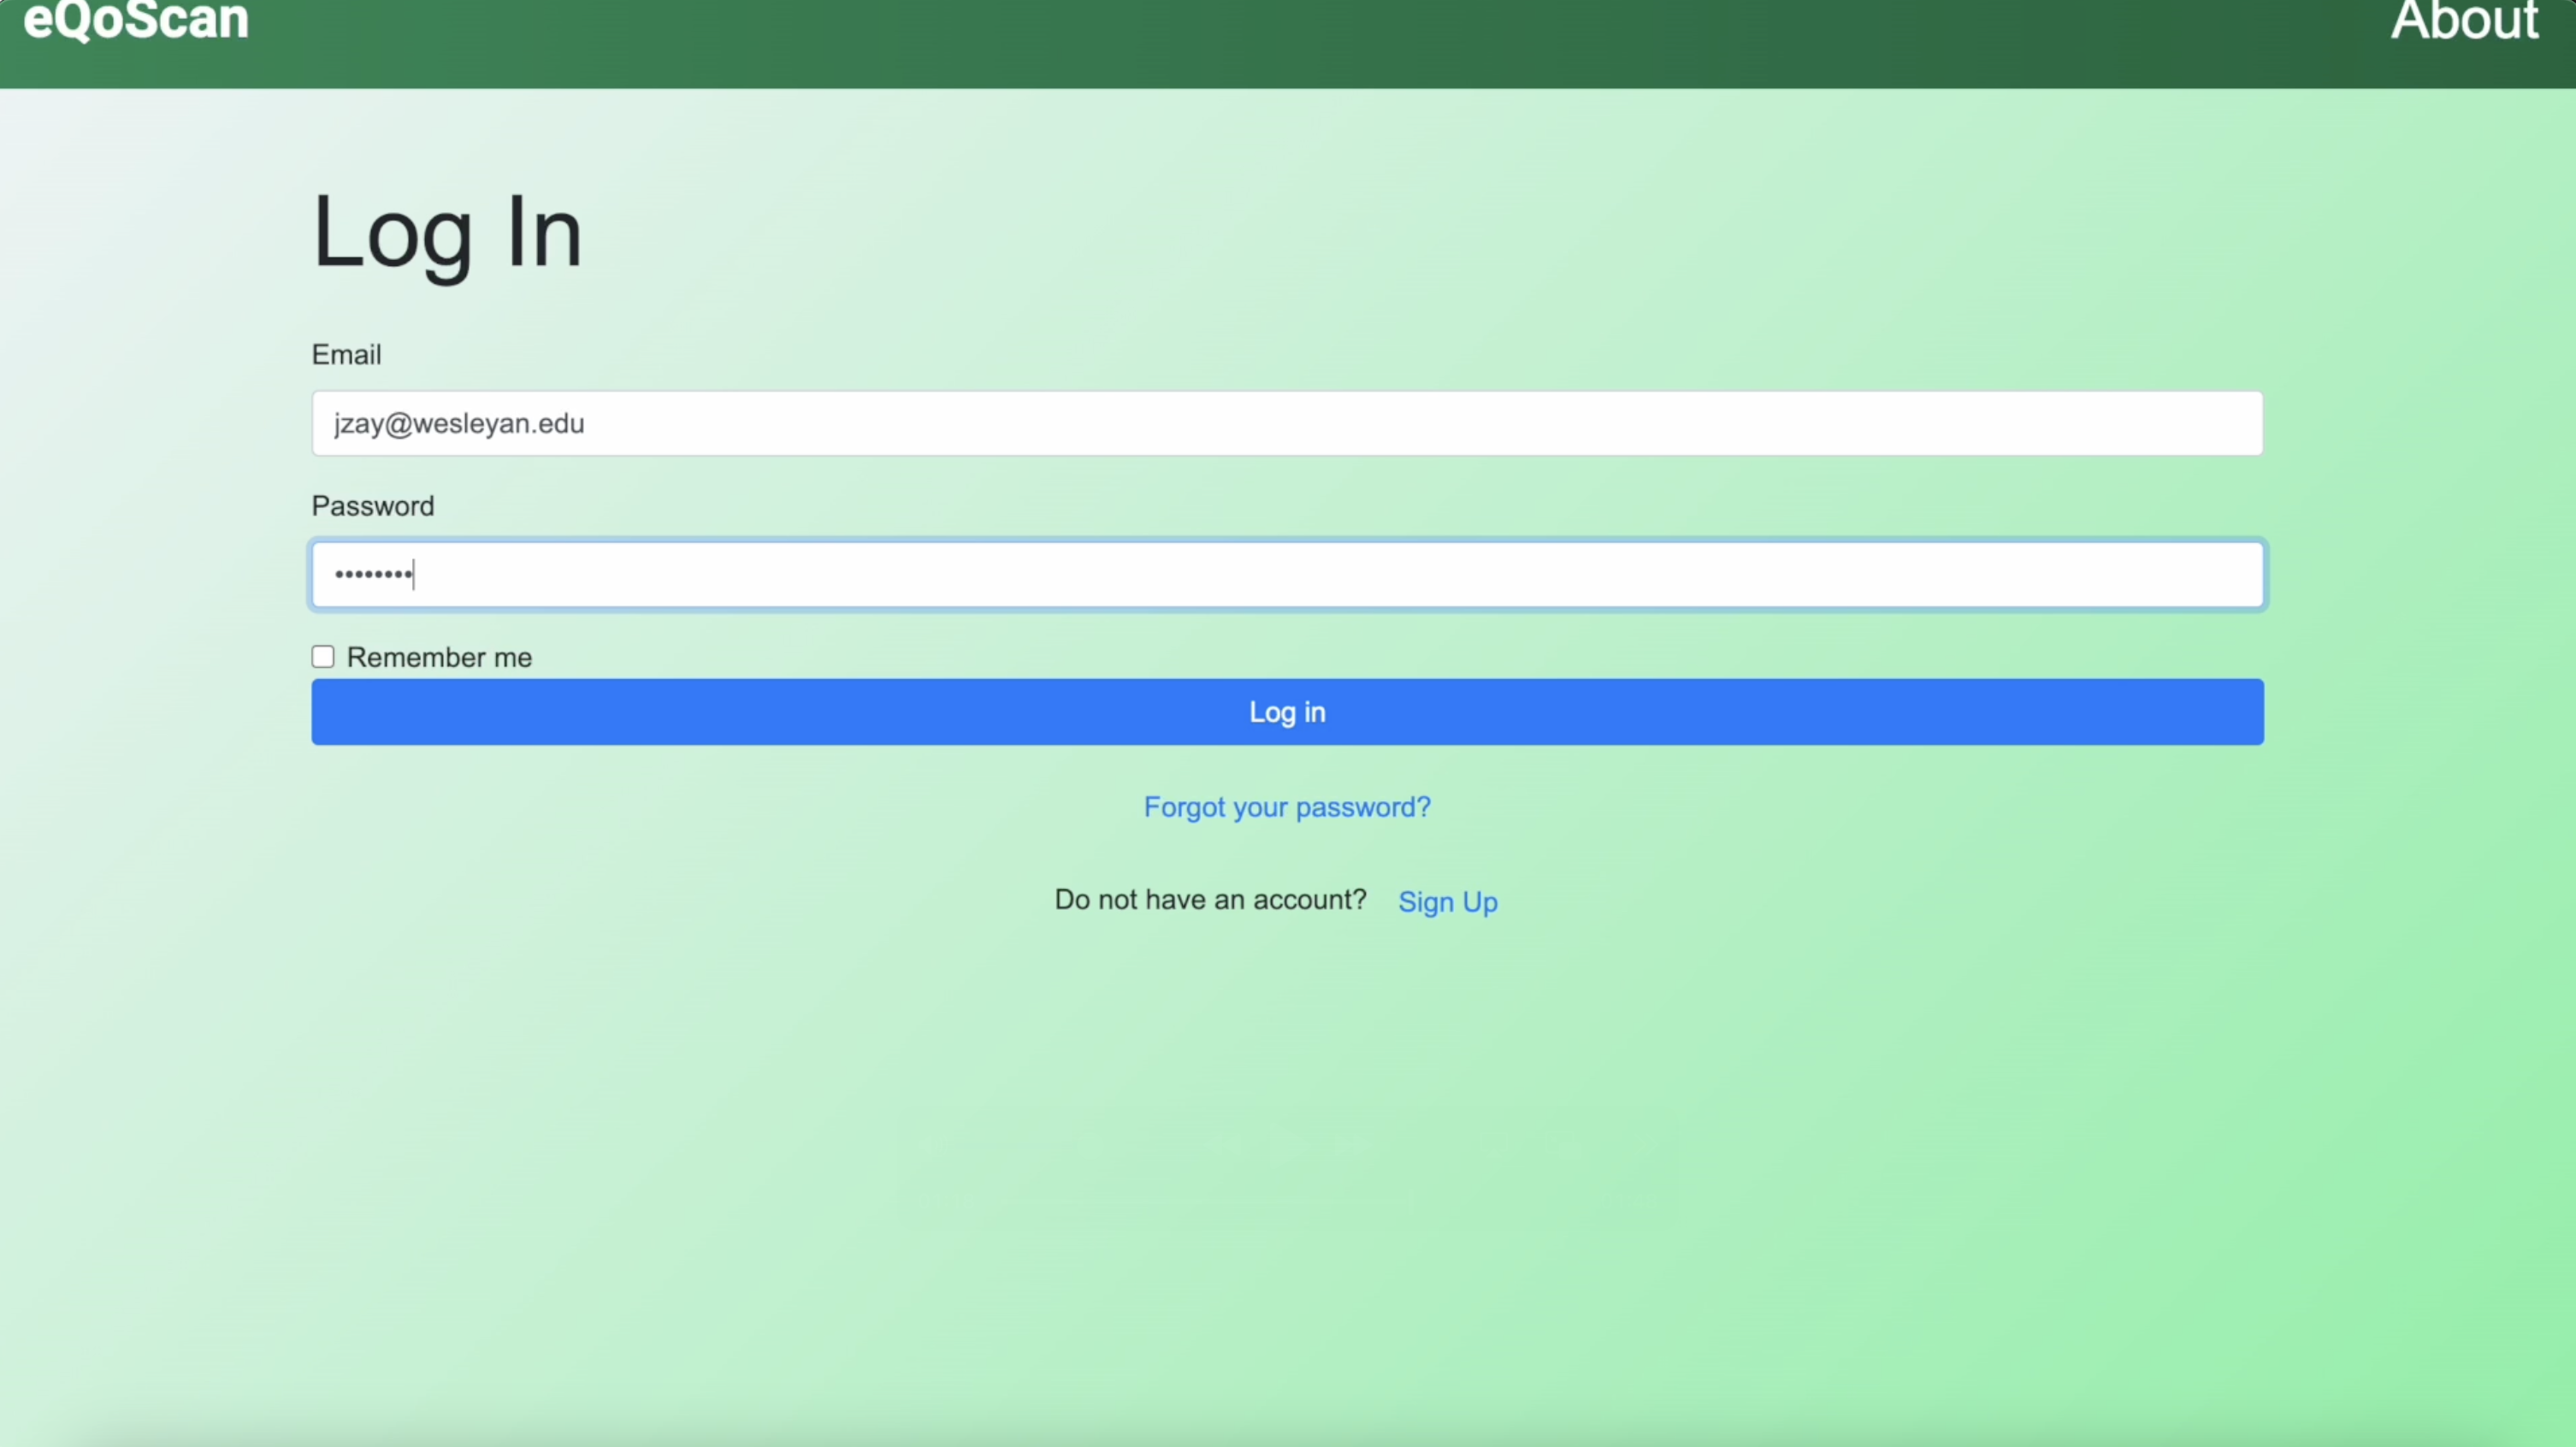 eQoScan About
Log In
Email
jzay@wesleyan.edu
Password
••••••••
Remember me
Log in
Forgot your password?
Do not have an account? Sign Up